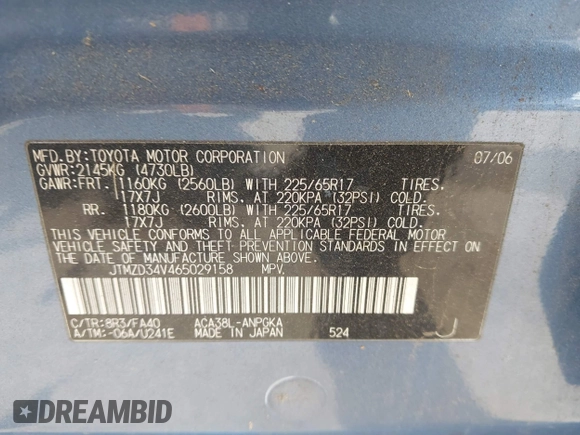 MFD.BY:TOYOTA MOTOR CORPORATION 07/06
GVWR:2145KG (4730LB)
GAWR:FRT. 1160KG (2560LB) WITH 225/65R17 TIRES,
17X7J RIMS, AT 220KPA (32PSI) COLD.
RR. 1180KG (2600LB) WITH 225/65R17 TIRES,
17X7J RIMS, AT 220KPA (32PSI) COLD.
THIS VEHICLE CONFORMS TO ALL APPLICABLE FEDERAL MOTOR
VEHICLE SAFETY AND THEFT-PREVENTION STANDARDS IN EFFECT ON
THE DATE OF MANUFACTURE SHOWN ABOVE.
JTMZD34V465029158 MPV.
C/TR:8R3/FA40 ACA38L-ANPGKA
A/TM:-06A/U241E MADE IN JAPAN 524
DREAMBID